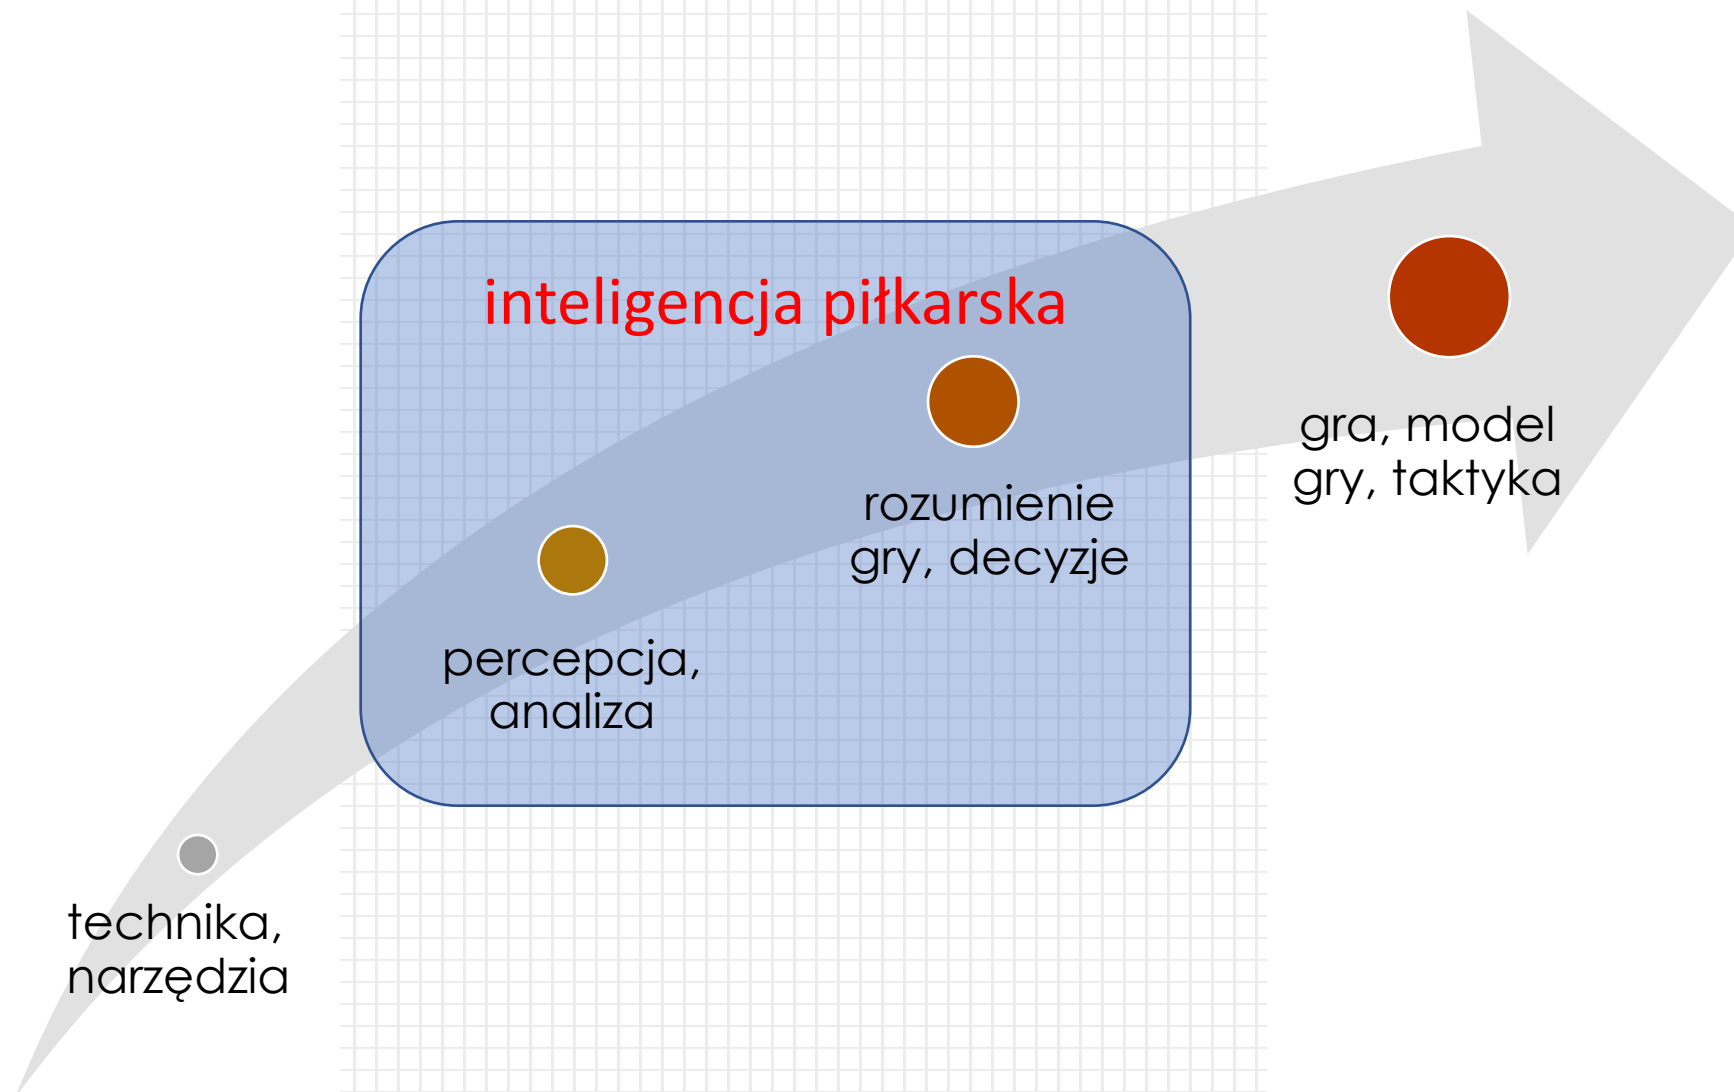 inteligencja piłkarska
gra, model
gry, taktyka
rozumienie
gry, decyzje
percepcja,
analiza
technika,
narzędzia